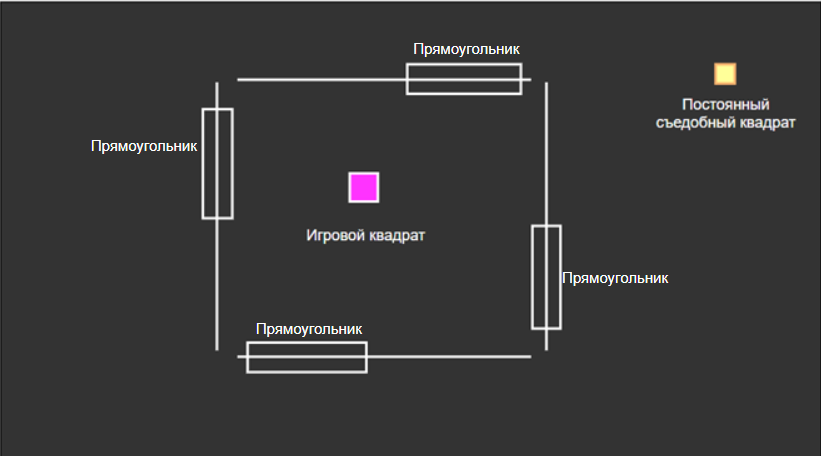 Прямоугольник
Постоянный
съедобный квадрат
Прямоугольник
Игровой квадрат
Прямоугольник
Прямоугольник